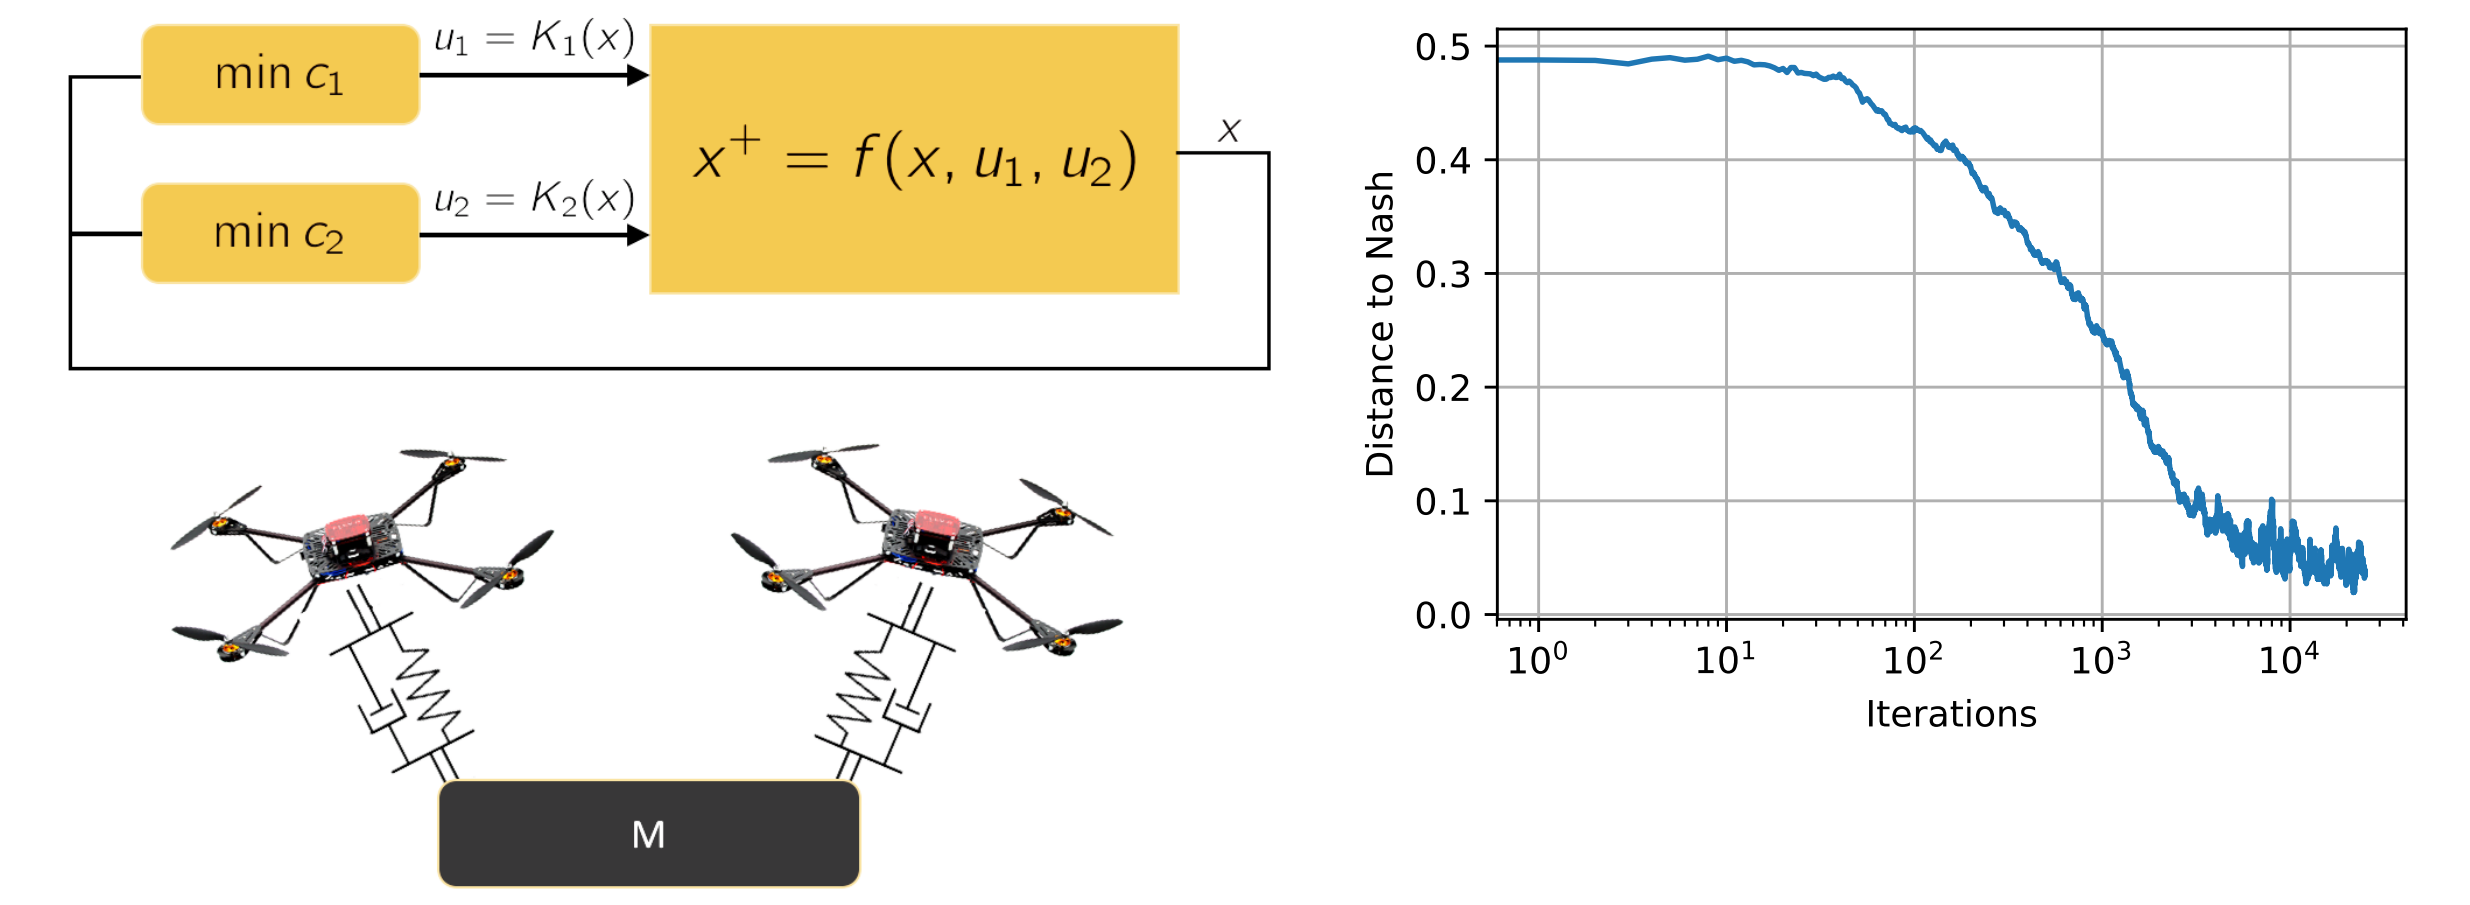 min c₁
u₁ = K₁(x)
min c₂
u₂ = K₂(x)
x⁺ = f(x, u₁, u₂)
x
M
Distance to Nash
0.5
0.4
0.3
0.2
0.1
0.0
10⁰ 10¹ 10² 10³ 10⁴
Iterations